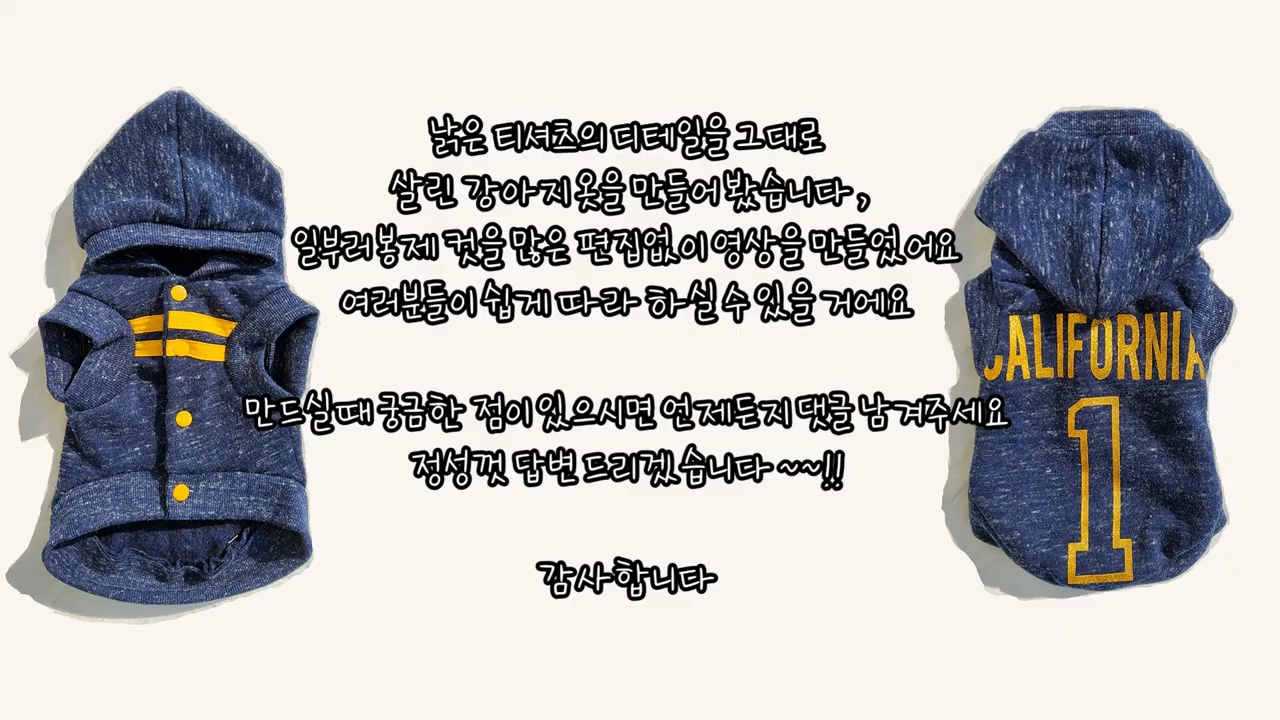 낡은 티셔츠의 디테일을 그대로
살린 강아지 옷을 만들어 봤습니다,
일부러 봉제 컷을 많은 편집없이 영상을 만들었어요
여러분들이 쉽게 따라 하실 수 있을 거에요
만드실때 궁금한 점이 있으시면 언제든지 댓글 남겨주세요
정성껏 답변 드리겠습니다 ~~!!
감사합니다
CALIFORNIA
1